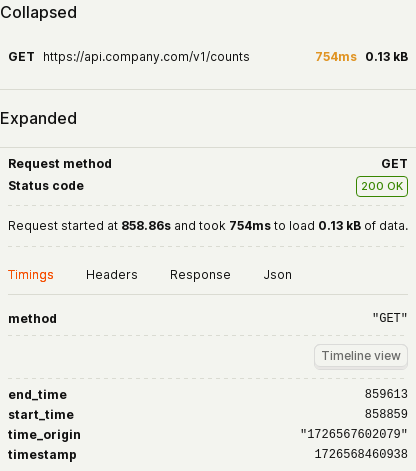 Collapsed
GET https://api.company.com/v1/counts 754ms 0.13 kB
Expanded
Request method GET
Status code 200 OK
Request started at 858.86s and took 754ms to load 0.13 kB of data.
Timings Headers Response Json
method "GET"
Timeline view
end_time 859613
start_time 858859
time_origin "1726567602079"
timestamp 1726568460938